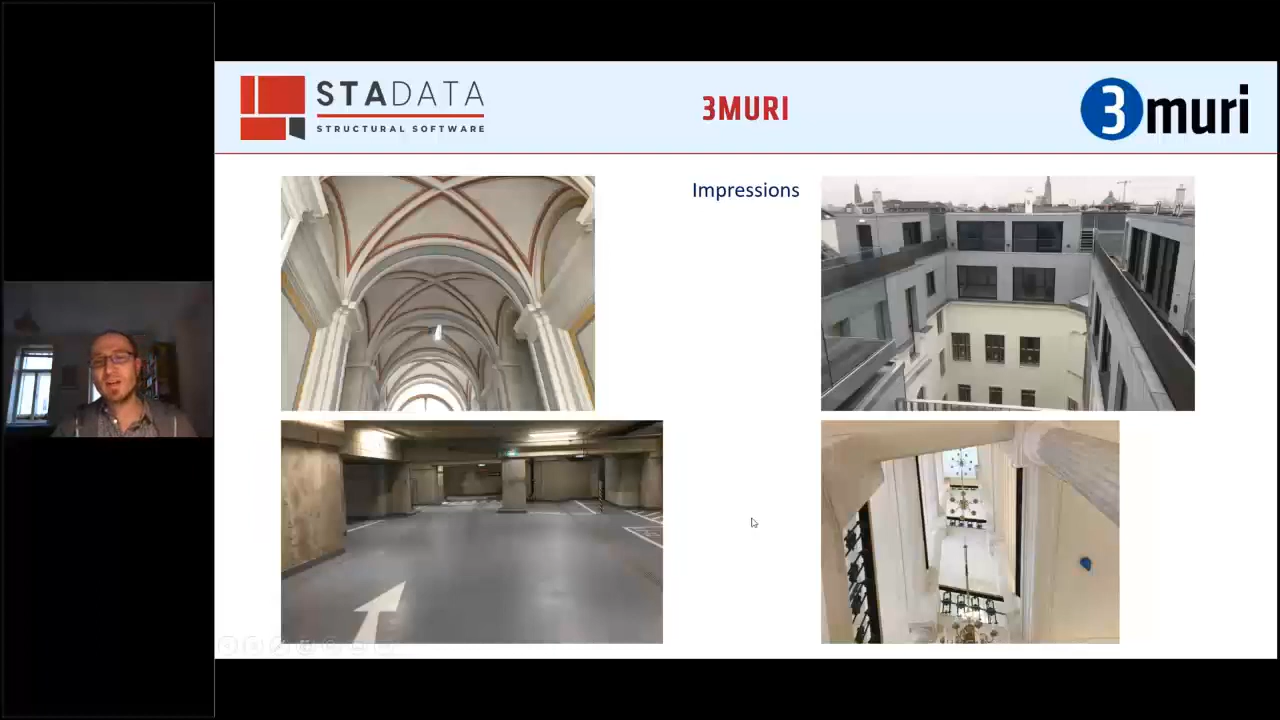 STADATA
STRUCTURAL SOFTWARE
3MURI
3muri
Impressions